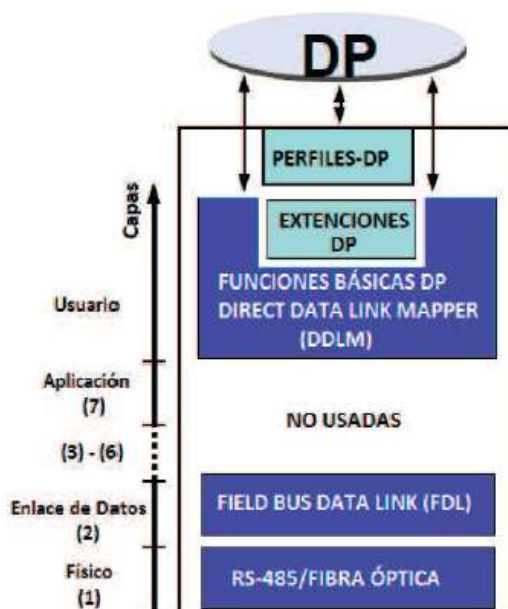 DP
PERFILES-DP
EXTENCIONES
DP
FUNCIONES BÁSICAS DP
DIRECT DATA LINK MAPPER
(DDLM)
NO USADAS
FIELD BUS DATA LINK (FDL)
RS-485/FIBRA ÓPTICA
Capas
Usuario
Aplicación
(7)
(3) - (6)
Enlace de Datos
(2)
Físico
(1)